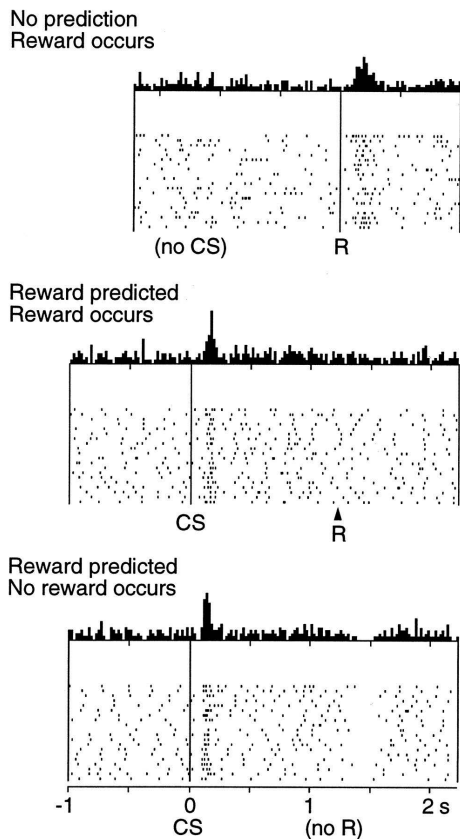 No prediction
Reward occurs
(no CS) R
Reward predicted
Reward occurs
CS
R
Reward predicted
No reward occurs
-1 0 1 2 s
CS (no R)